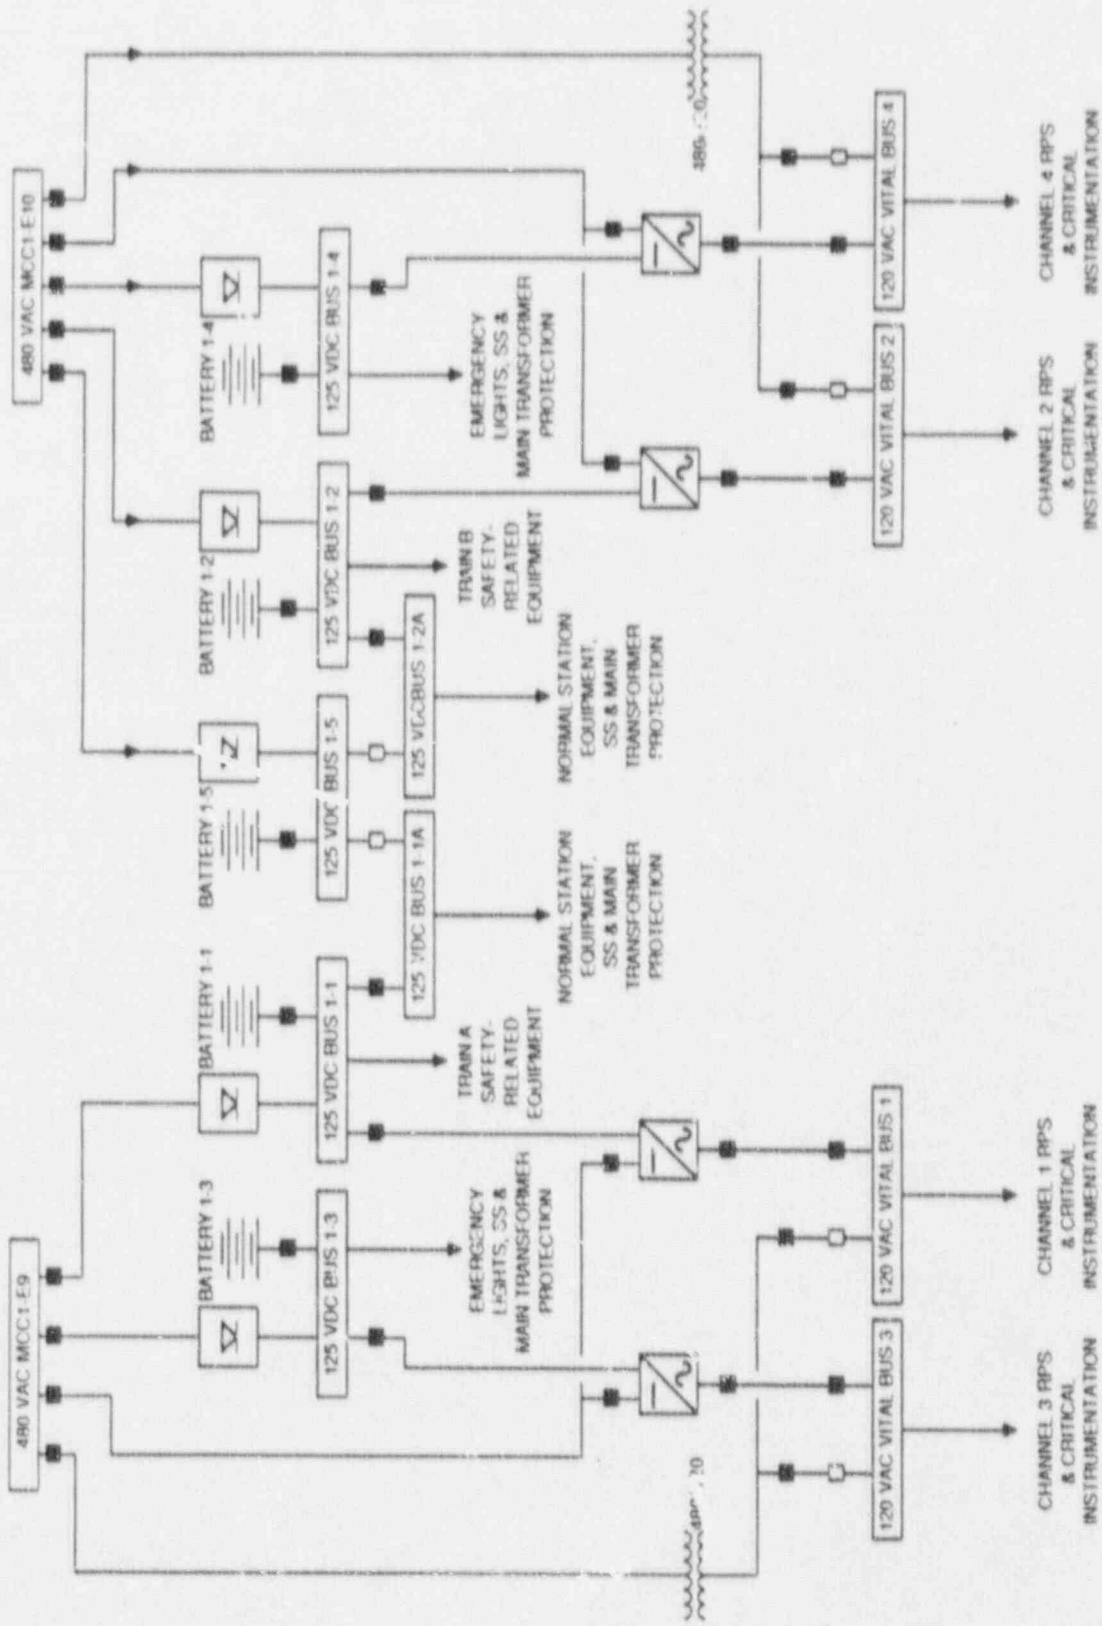 480 VAC MCC1-E9
480 VAC MCC1-E10
BATTERY 1-3
BATTERY 1-1
BATTERY 1-5
BATTERY 1-2
BATTERY 1-4
125 VDC BUS 1-3
125 VDC BUS 1-1
125 VDC BUS 1-5
125 VDC BUS 1-2
125 VDC BUS 1-4
125 VDC BUS 1-1A
125 VDCBUS 1-2A
EMERGENCY
LIGHTS, SS &
MAIN TRANSFORMER
PROTECTION
TRAIN A
SAFETY-
RELATED
EQUIPMENT
NORMAL STATION
EQUIPMENT,
SS & MAIN
TRANSFORMER
PROTECTION
NORMAL STATION
EQUIPMENT,
SS & MAIN
TRANSFORMER
PROTECTION
TRAIN B
SAFETY-
RELATED
EQUIPMENT
EMERGENCY
LIGHTS, SS &
MAIN TRANSFORMER
PROTECTION
120 VAC VITAL BUS 3
120 VAC VITAL BUS 1
120 VAC VITAL BUS 2
120 VAC VITAL BUS 4
CHANNEL 3 RPS
& CRITICAL
INSTRUMENTATION
CHANNEL 1 RPS
& CRITICAL
INSTRUMENTATION
CHANNEL 2 RPS
& CRITICAL
INSTRUMENTATION
CHANNEL 4 RPS
& CRITICAL
INSTRUMENTATION